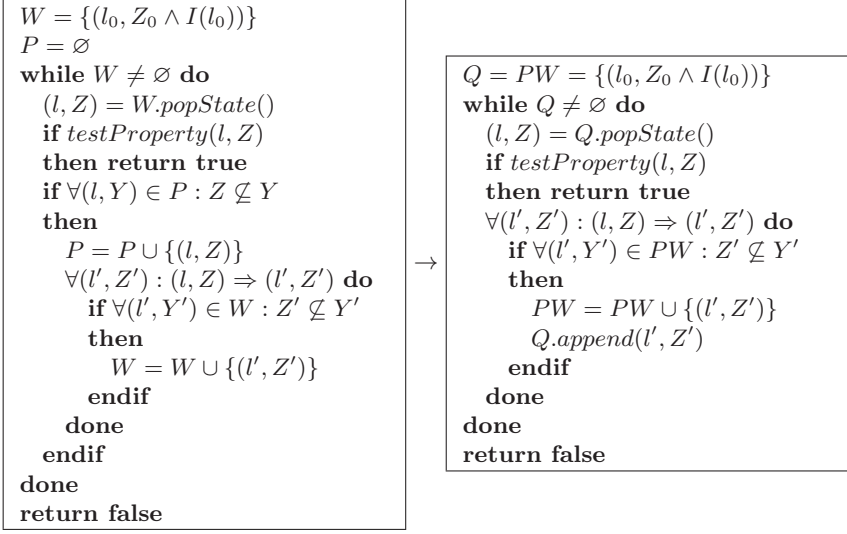 W = {(l₀, Z₀ ∧ I(l₀))}
P = ∅
while W ≠ ∅ do
(l, Z) = W.popState()
if testProperty(l, Z)
then return true
if ∀(l, Y) ∈ P : Z ⊈ Y
then
P = P ∪ {(l, Z)}
∀(l′, Z′) : (l, Z) ⇒ (l′, Z′) do
if ∀(l′, Y′) ∈ W : Z′ ⊈ Y′
then
W = W ∪ {(l′, Z′)}
endif
done
endif
done
return false
→
Q = PW = {(l₀, Z₀ ∧ I(l₀))}
while Q ≠ ∅ do
(l, Z) = Q.popState()
if testProperty(l, Z)
then return true
∀(l′, Z′) : (l, Z) ⇒ (l′, Z′) do
if ∀(l′, Y′) ∈ PW : Z′ ⊈ Y′
then
PW = PW ∪ {(l′, Z′)}
Q.append(l′, Z′)
endif
done
done
return false